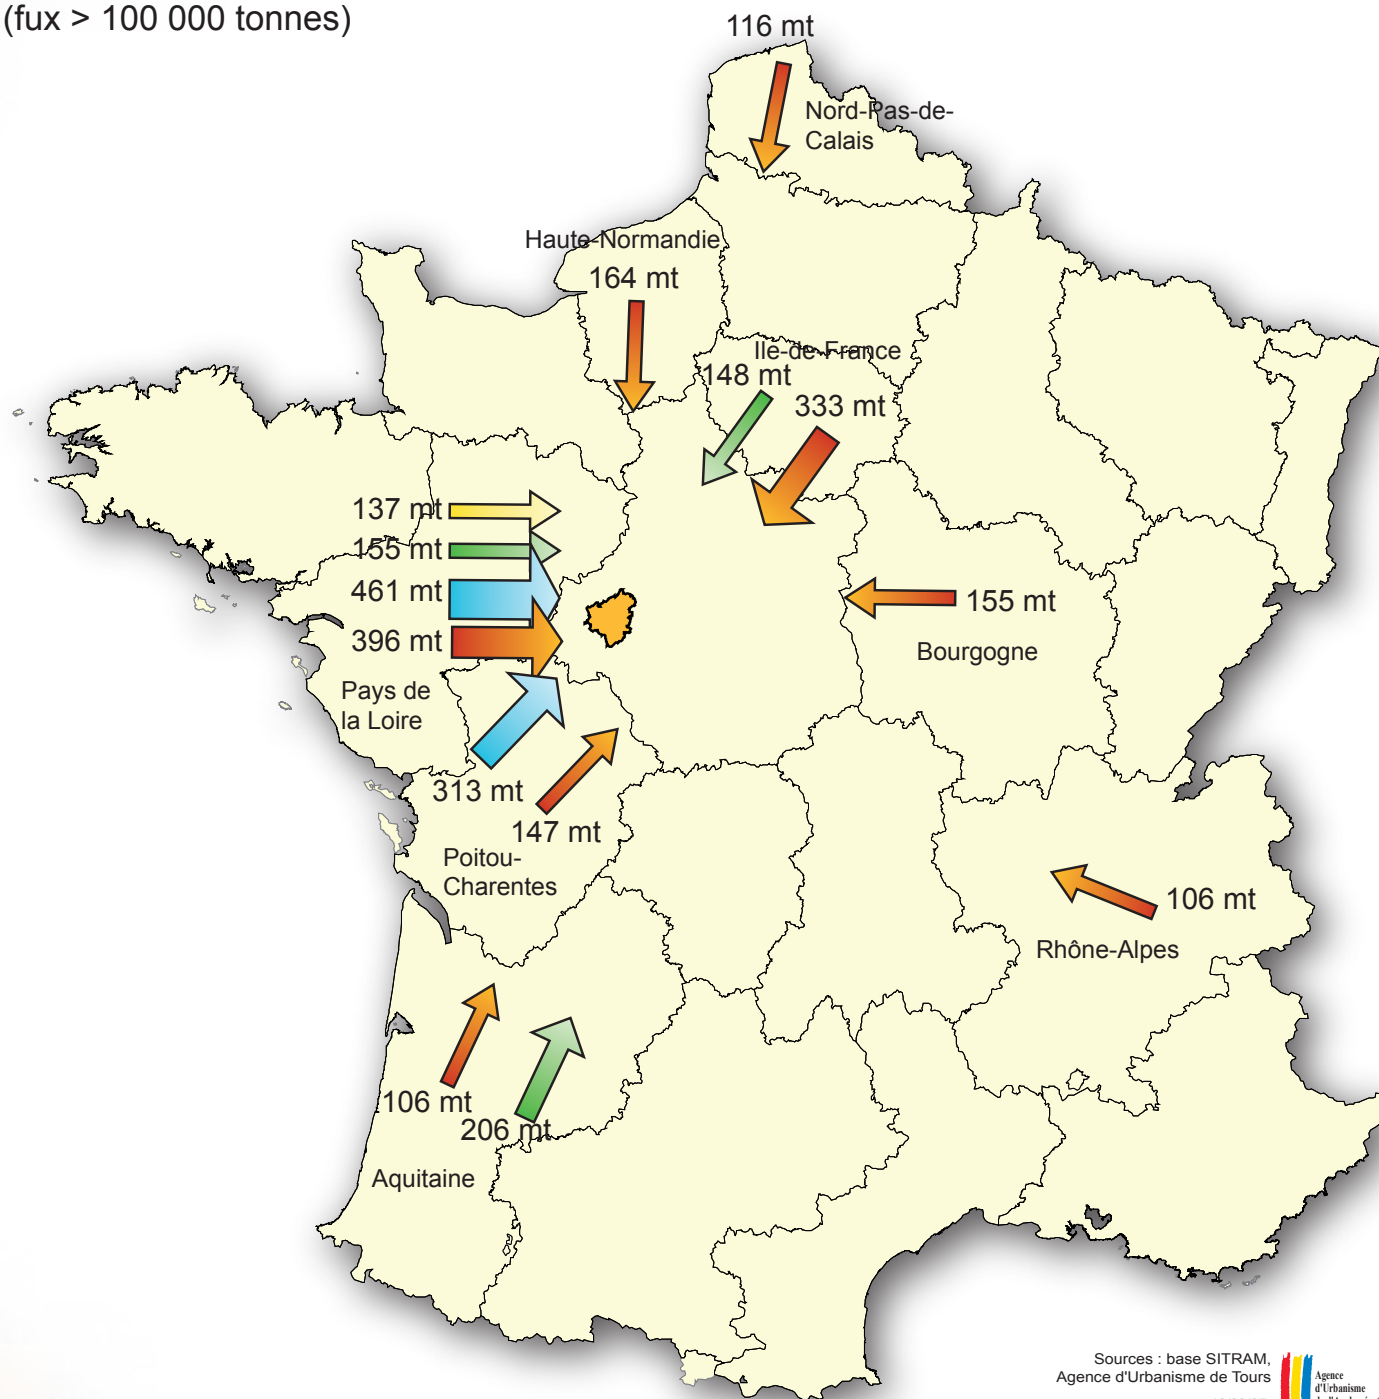 (fux > 100 000 tonnes)
116 mt
Nord-Pas-de-
Calais
Haute-Normandie
164 mt
Ile-de-France
148 mt
333 mt
137 mt
155 mt
461 mt
396 mt
155 mt
Bourgogne
Pays de
la Loire
313 mt
147 mt
Poitou-
Charentes
106 mt
Rhône-Alpes
106 mt
206 mt
Aquitaine
Sources : base SITRAM,
Agence d'Urbanisme de Tours
Agence
d'Urbanisme